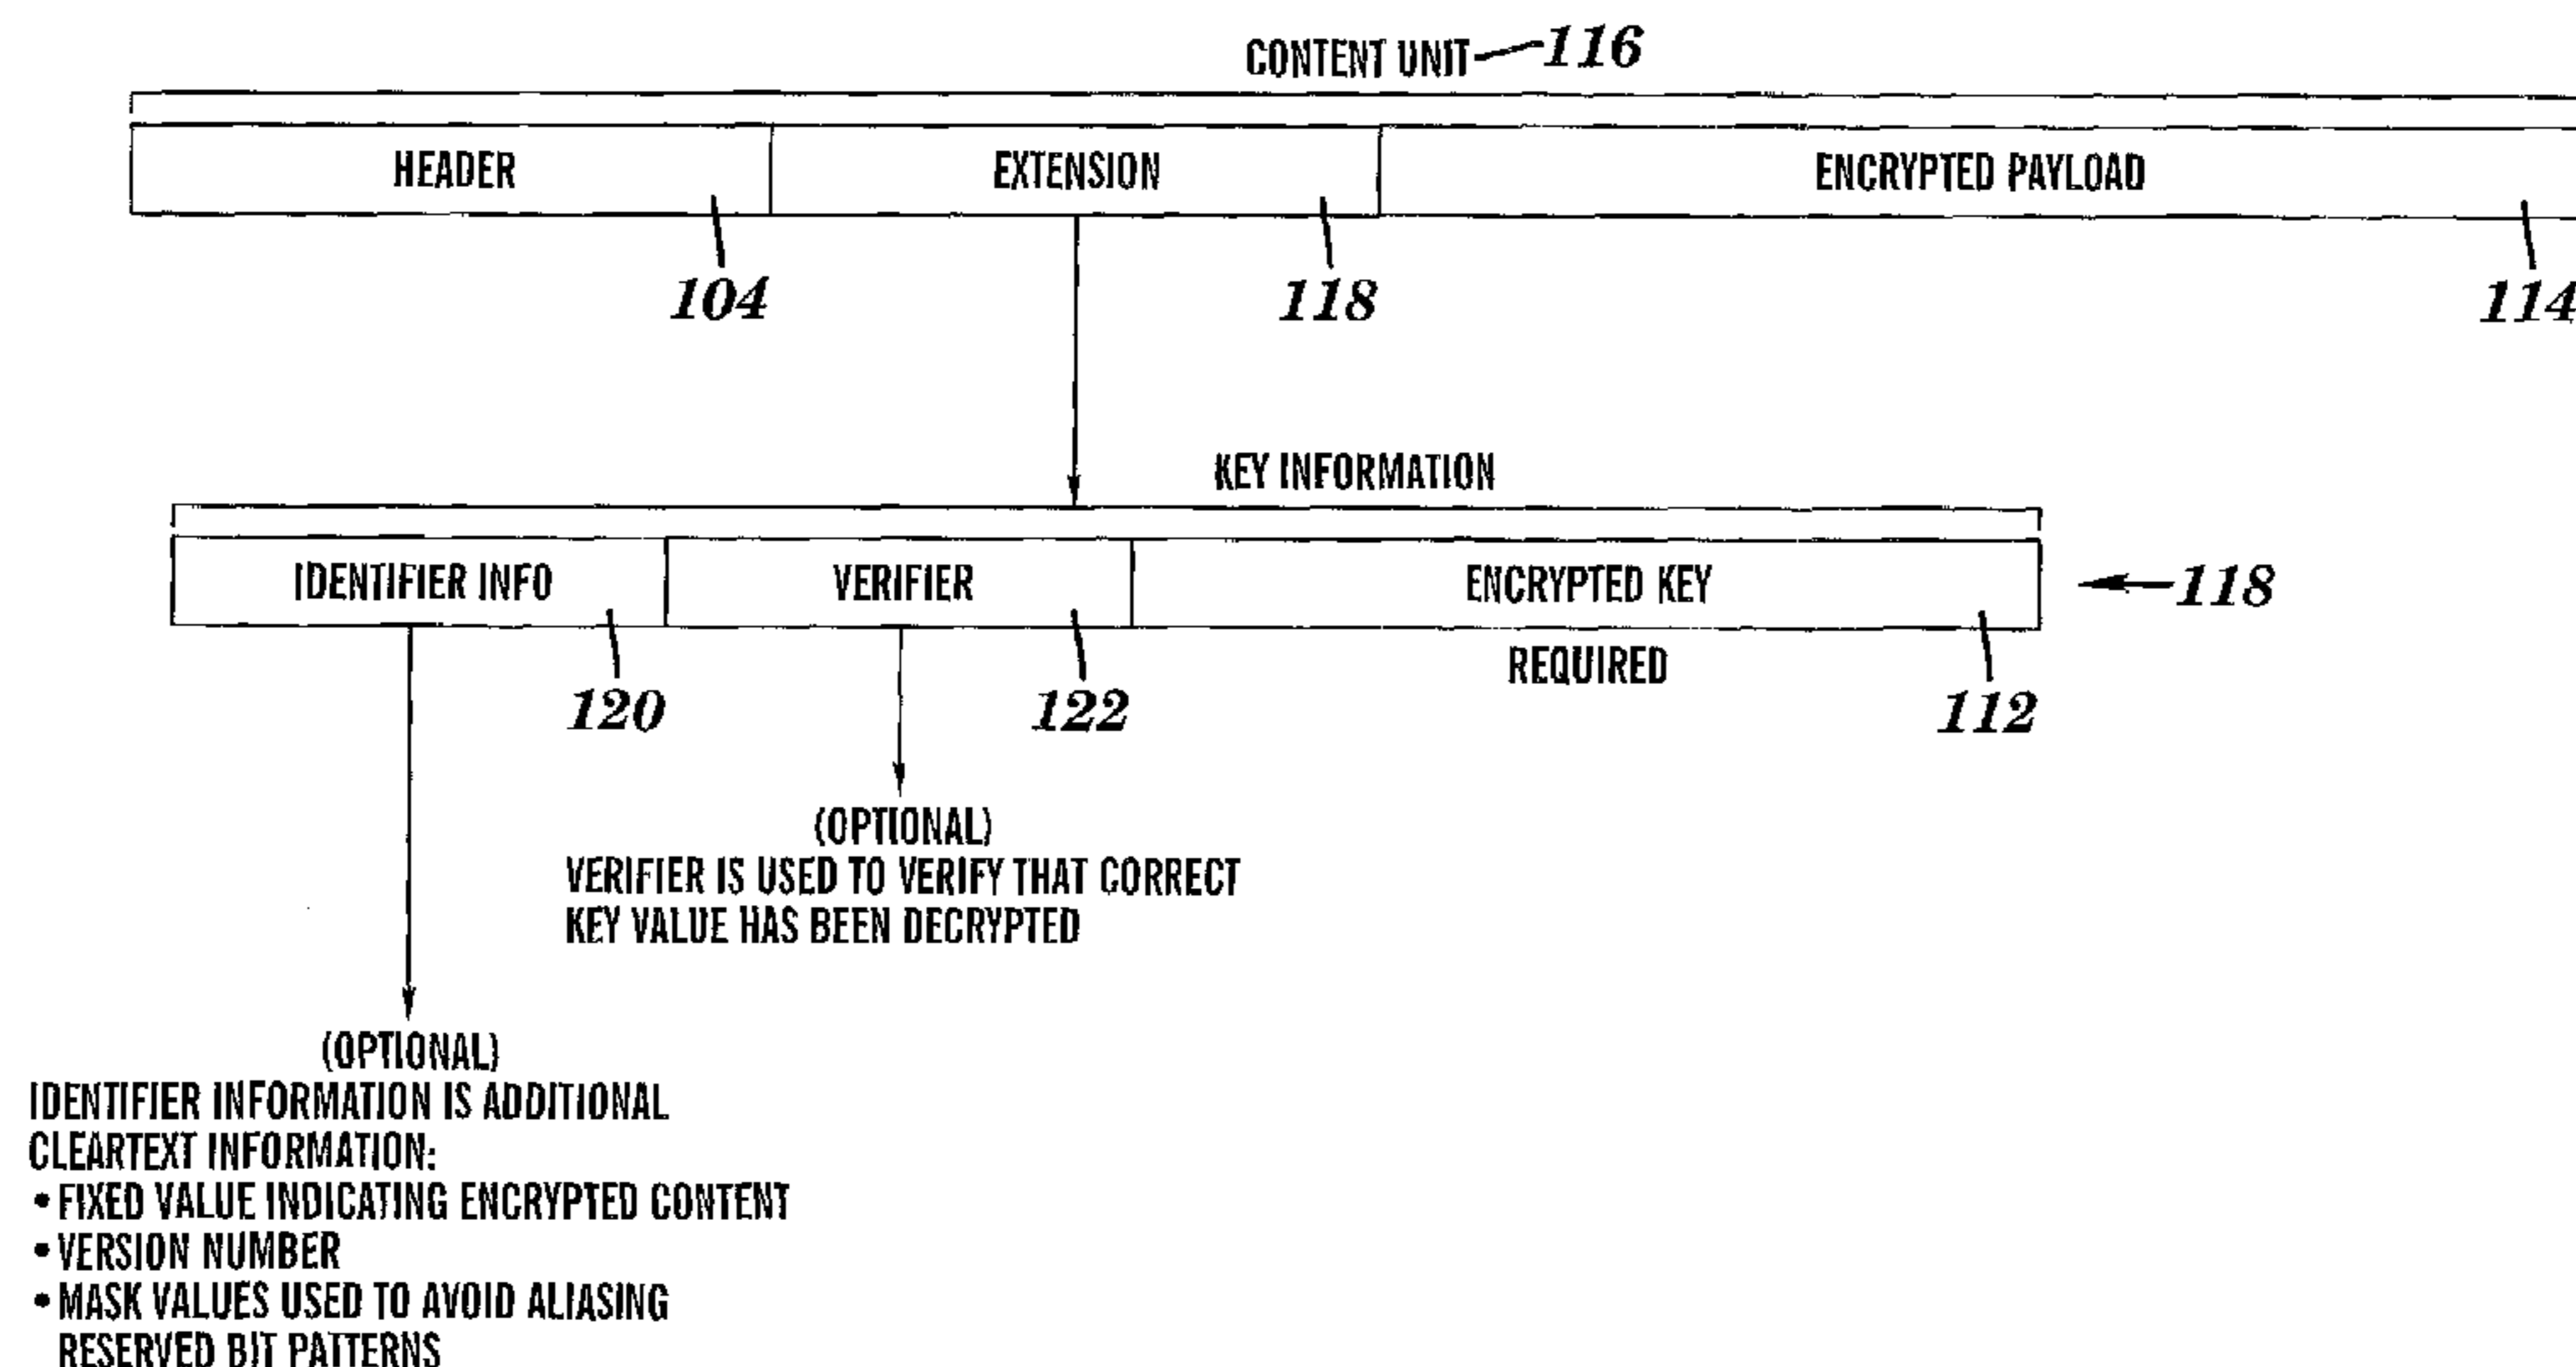 CONTENT UNIT 116
HEADER EXTENSION ENCRYPTED PAYLOAD
104 118 114
KEY INFORMATION
IDENTIFIER INFO VERIFIER ENCRYPTED KEY 118
REQUIRED
120 122 112
(OPTIONAL)
VERIFIER IS USED TO VERIFY THAT CORRECT
KEY VALUE HAS BEEN DECRYPTED
(OPTIONAL)
IDENTIFIER INFORMATION IS ADDITIONAL
CLEARTEXT INFORMATION:
• FIXED VALUE INDICATING ENCRYPTED CONTENT
• VERSION NUMBER
• MASK VALUES USED TO AVOID ALIASING
RESERVED BIT PATTERNS